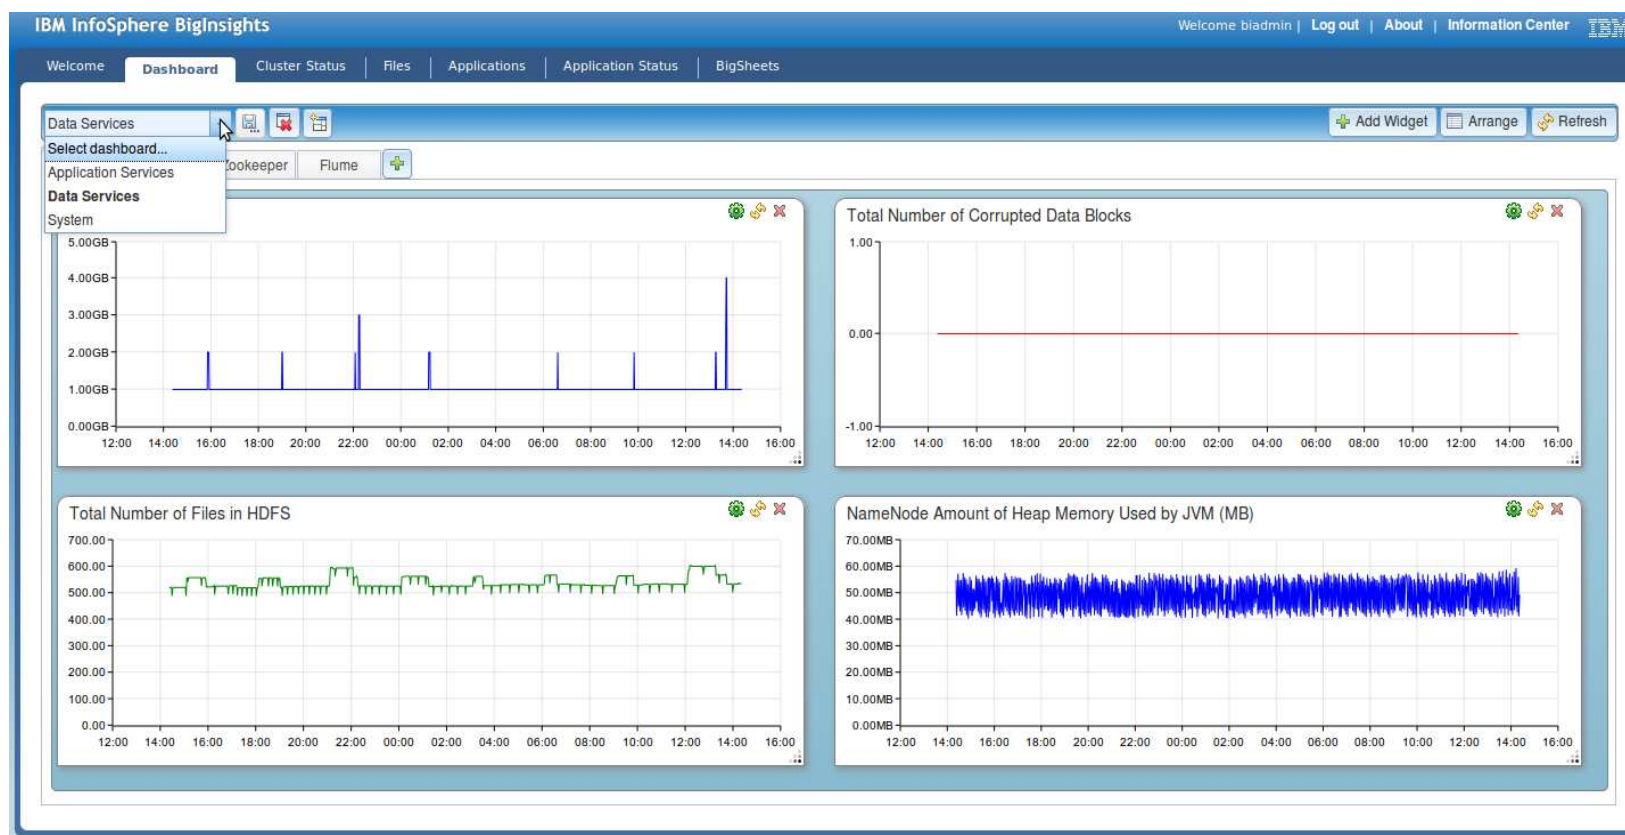 IBM InfoSphere BigInsights
Welcome biadmin | Log out | About | Information Center IBM
Welcome Dashboard Cluster Status Files Applications Application Status BigSheets
Data Services
Add Widget Arrange Refresh
Select dashboard...
Application Services
Data Services
System
Zookeeper Flume
5.00GB
4.00GB
3.00GB
2.00GB
1.00GB
0.00GB
12:00 14:00 16:00 18:00 20:00 22:00 00:00 02:00 04:00 06:00 08:00 10:00 12:00 14:00 16:00
Total Number of Corrupted Data Blocks
1.00
0.00
-1.00
12:00 14:00 16:00 18:00 20:00 22:00 00:00 02:00 04:00 06:00 08:00 10:00 12:00 14:00 16:00
Total Number of Files in HDFS
700.00
600.00
500.00
400.00
300.00
200.00
100.00
0.00
12:00 14:00 16:00 18:00 20:00 22:00 00:00 02:00 04:00 06:00 08:00 10:00 12:00 14:00 16:00
NameNode Amount of Heap Memory Used by JVM (MB)
70.00MB
60.00MB
50.00MB
40.00MB
30.00MB
20.00MB
10.00MB
0.00MB
12:00 14:00 16:00 18:00 20:00 22:00 00:00 02:00 04:00 06:00 08:00 10:00 12:00 14:00 16:00